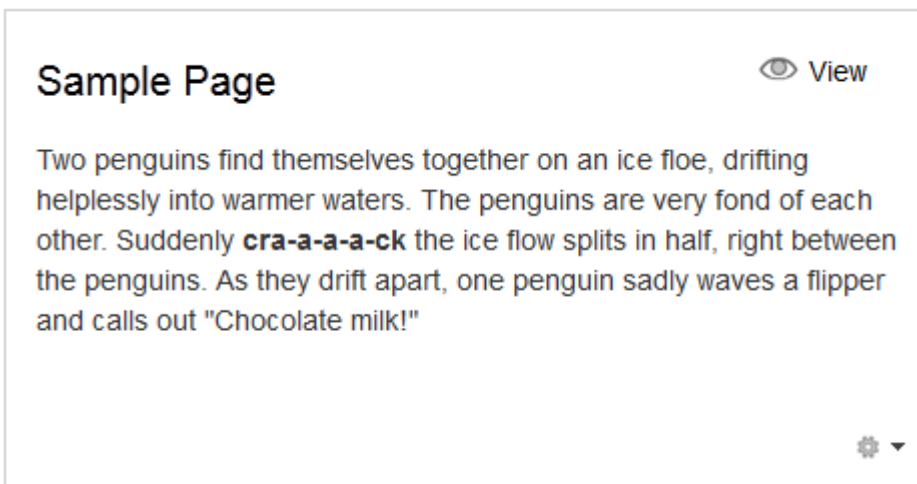 Sample Page
View
Two penguins find themselves together on an ice floe, drifting
helplessly into warmer waters. The penguins are very fond of each
other. Suddenly cra-a-a-a-ck the ice flow splits in half, right between
the penguins. As they drift apart, one penguin sadly waves a flipper
and calls out "Chocolate milk!"